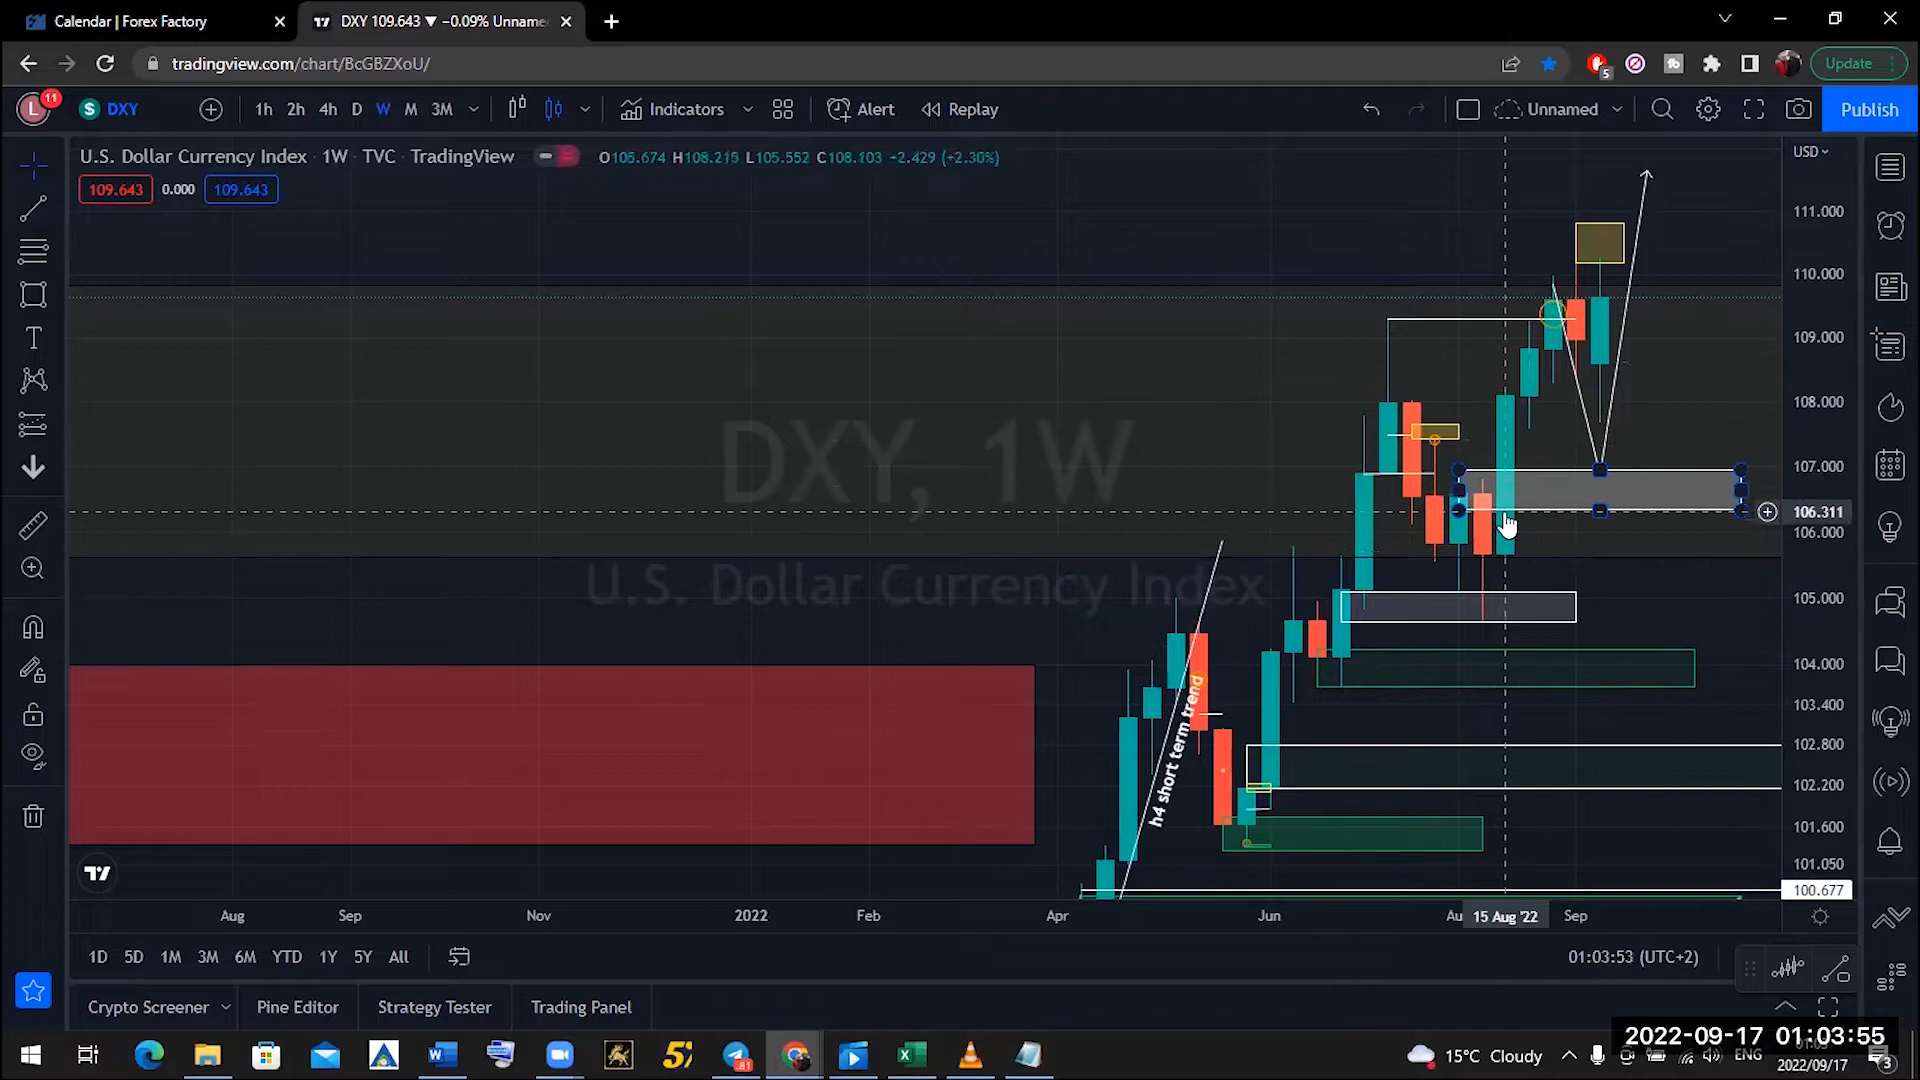 Calendar | Forex Factory
DXY 109.643 ▼ −0.09% Unname
tradingview.com/chart/BcGBZXoU/
5
Update
L 11
DXY
1h 2h 4h D W M 3M
Indicators
Alert
Replay
Unnamed
Publish
U.S. Dollar Currency Index · 1W · TVC · TradingView
O105.674 H108.215 L105.552 C108.103 +2.429 (+2.30%)
109.643 0.000 109.643
USD
111.000
110.000
109.000
108.000
107.000
106.311
106.000
105.000
104.000
103.400
102.800
102.200
101.600
101.050
100.677
DXY, 1W
U.S. Dollar Currency Index
h4 short term trend
Aug Sep Nov 2022 Feb Apr Jun Au 15 Aug '22 Sep
1D 5D 1M 3M 6M YTD 1Y 5Y All
01:03:53 (UTC+2)
Crypto Screener
Pine Editor
Strategy Tester
Trading Panel
2022-09-17 01:03:55
15°C Cloudy
ENG
2022/09/17
3